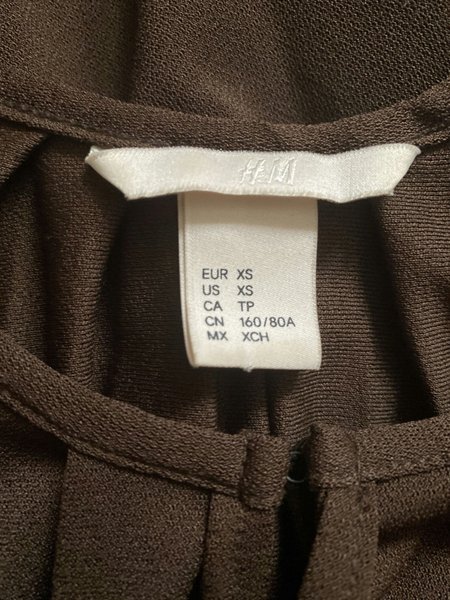 H&M
EUR XS
US XS
CA TP
CN 160/80A
MX XCH